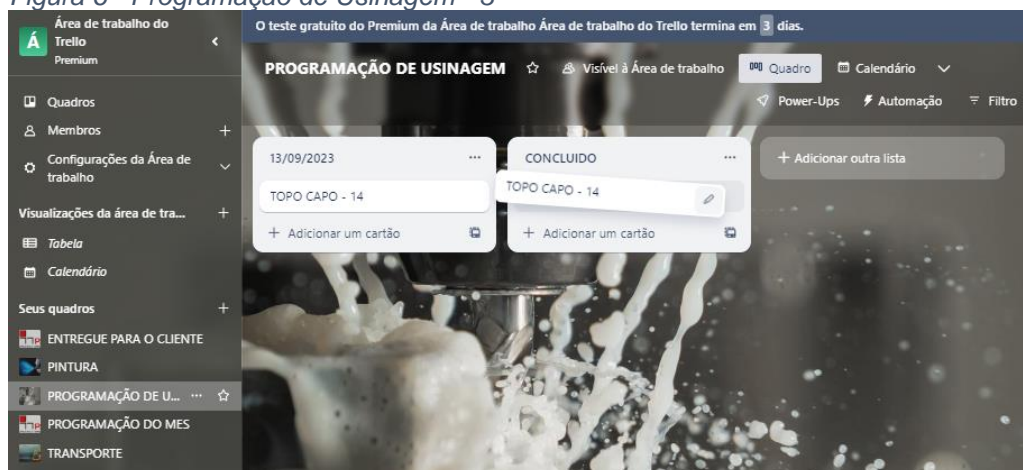 Figura 8 - Programação de Usinagem - 3
Á
Área de trabalho do
Trello
Premium
Quadros
Membros
Configurações da Área de
trabalho
Visualizações da área de tra...
Tabela
Calendário
Seus quadros
ENTREGUE PARA O CLIENTE
PINTURA
PROGRAMAÇÃO DE U...
PROGRAMAÇÃO DO MES
TRANSPORTE
O teste gratuito do Premium da Área de trabalho Área de trabalho do Trello termina em 3 dias.
PROGRAMAÇÃO DE USINAGEM
Visível à Área de trabalho
Quadro
Calendário
Power-Ups
Automação
Filtro
13/09/2023
TOPO CAPO - 14
+ Adicionar um cartão
CONCLUIDO
TOPO CAPO - 14
+ Adicionar um cartão
+ Adicionar outra lista